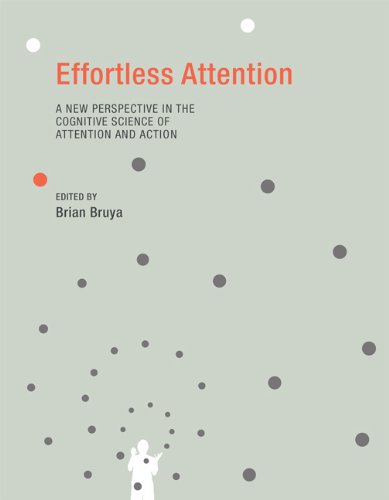 Effortless Attention
A NEW PERSPECTIVE IN THE
COGNITIVE SCIENCE OF
ATTENTION AND ACTION
EDITED BY
Brian Bruya